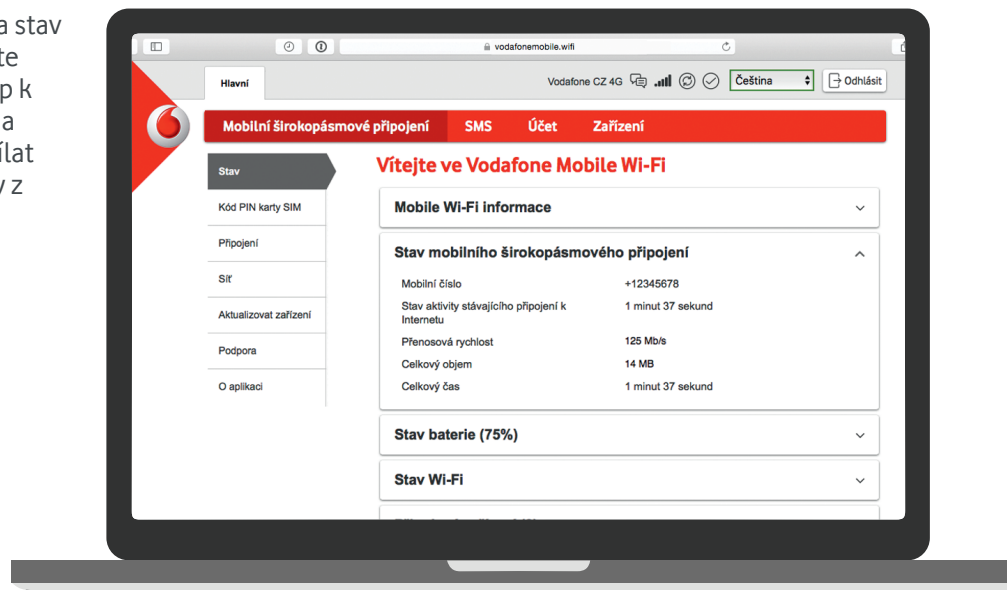 a stav
te
p k
a
ílat
v z
vodafonemobile.wifi
Hlavní
Vodafone CZ 4G
Čeština
Odhlásit
Mobilní širokopásmové připojení SMS Účet Zařízení
Stav
Kód PIN karty SIM
Připojení
Síť
Aktualizovat zařízení
Podpora
O aplikaci
Vítejte ve Vodafone Mobile Wi-Fi
Mobile Wi-Fi informace
Stav mobilního širokopásmového připojení
Mobilní číslo +12345678
Stav aktivity stávajícího připojení k 1 minut 37 sekund
Internetu
Přenosová rychlost 125 Mb/s
Celkový objem 14 MB
Celkový čas 1 minut 37 sekund
Stav baterie (75%)
Stav Wi-Fi